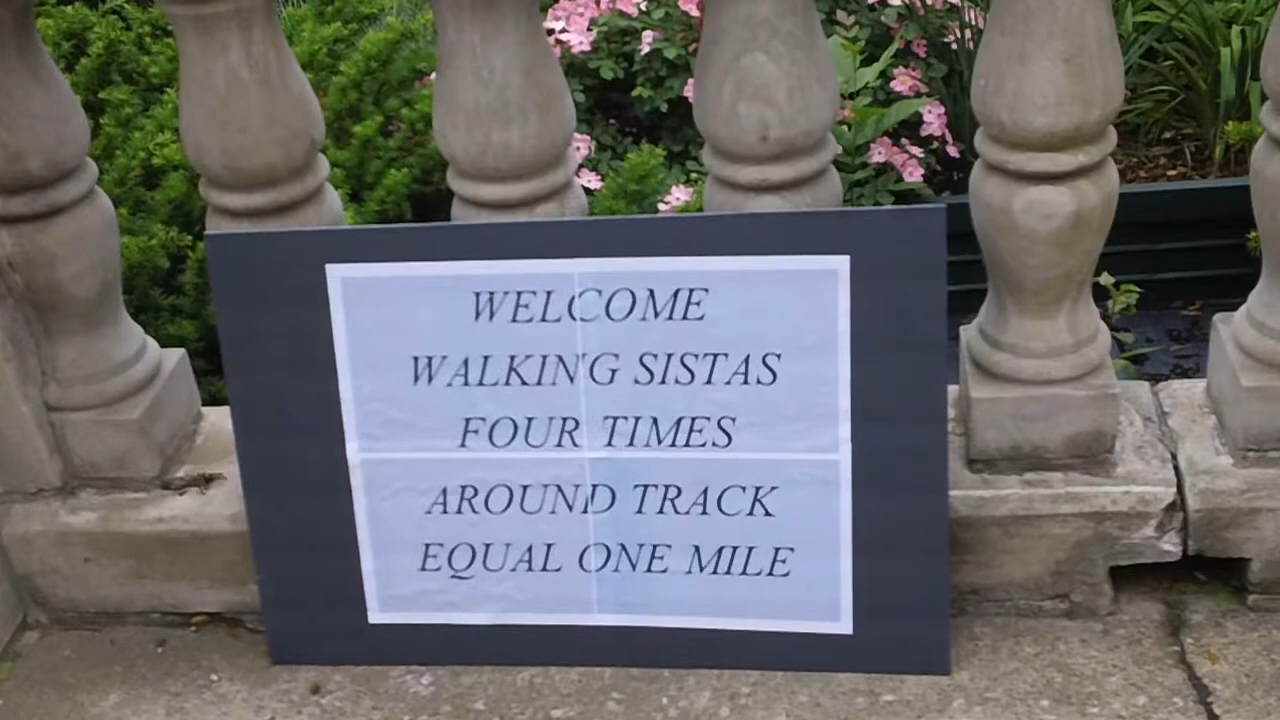 WELCOME
WALKING SISTAS
FOUR TIMES
AROUND TRACK
EQUAL ONE MILE